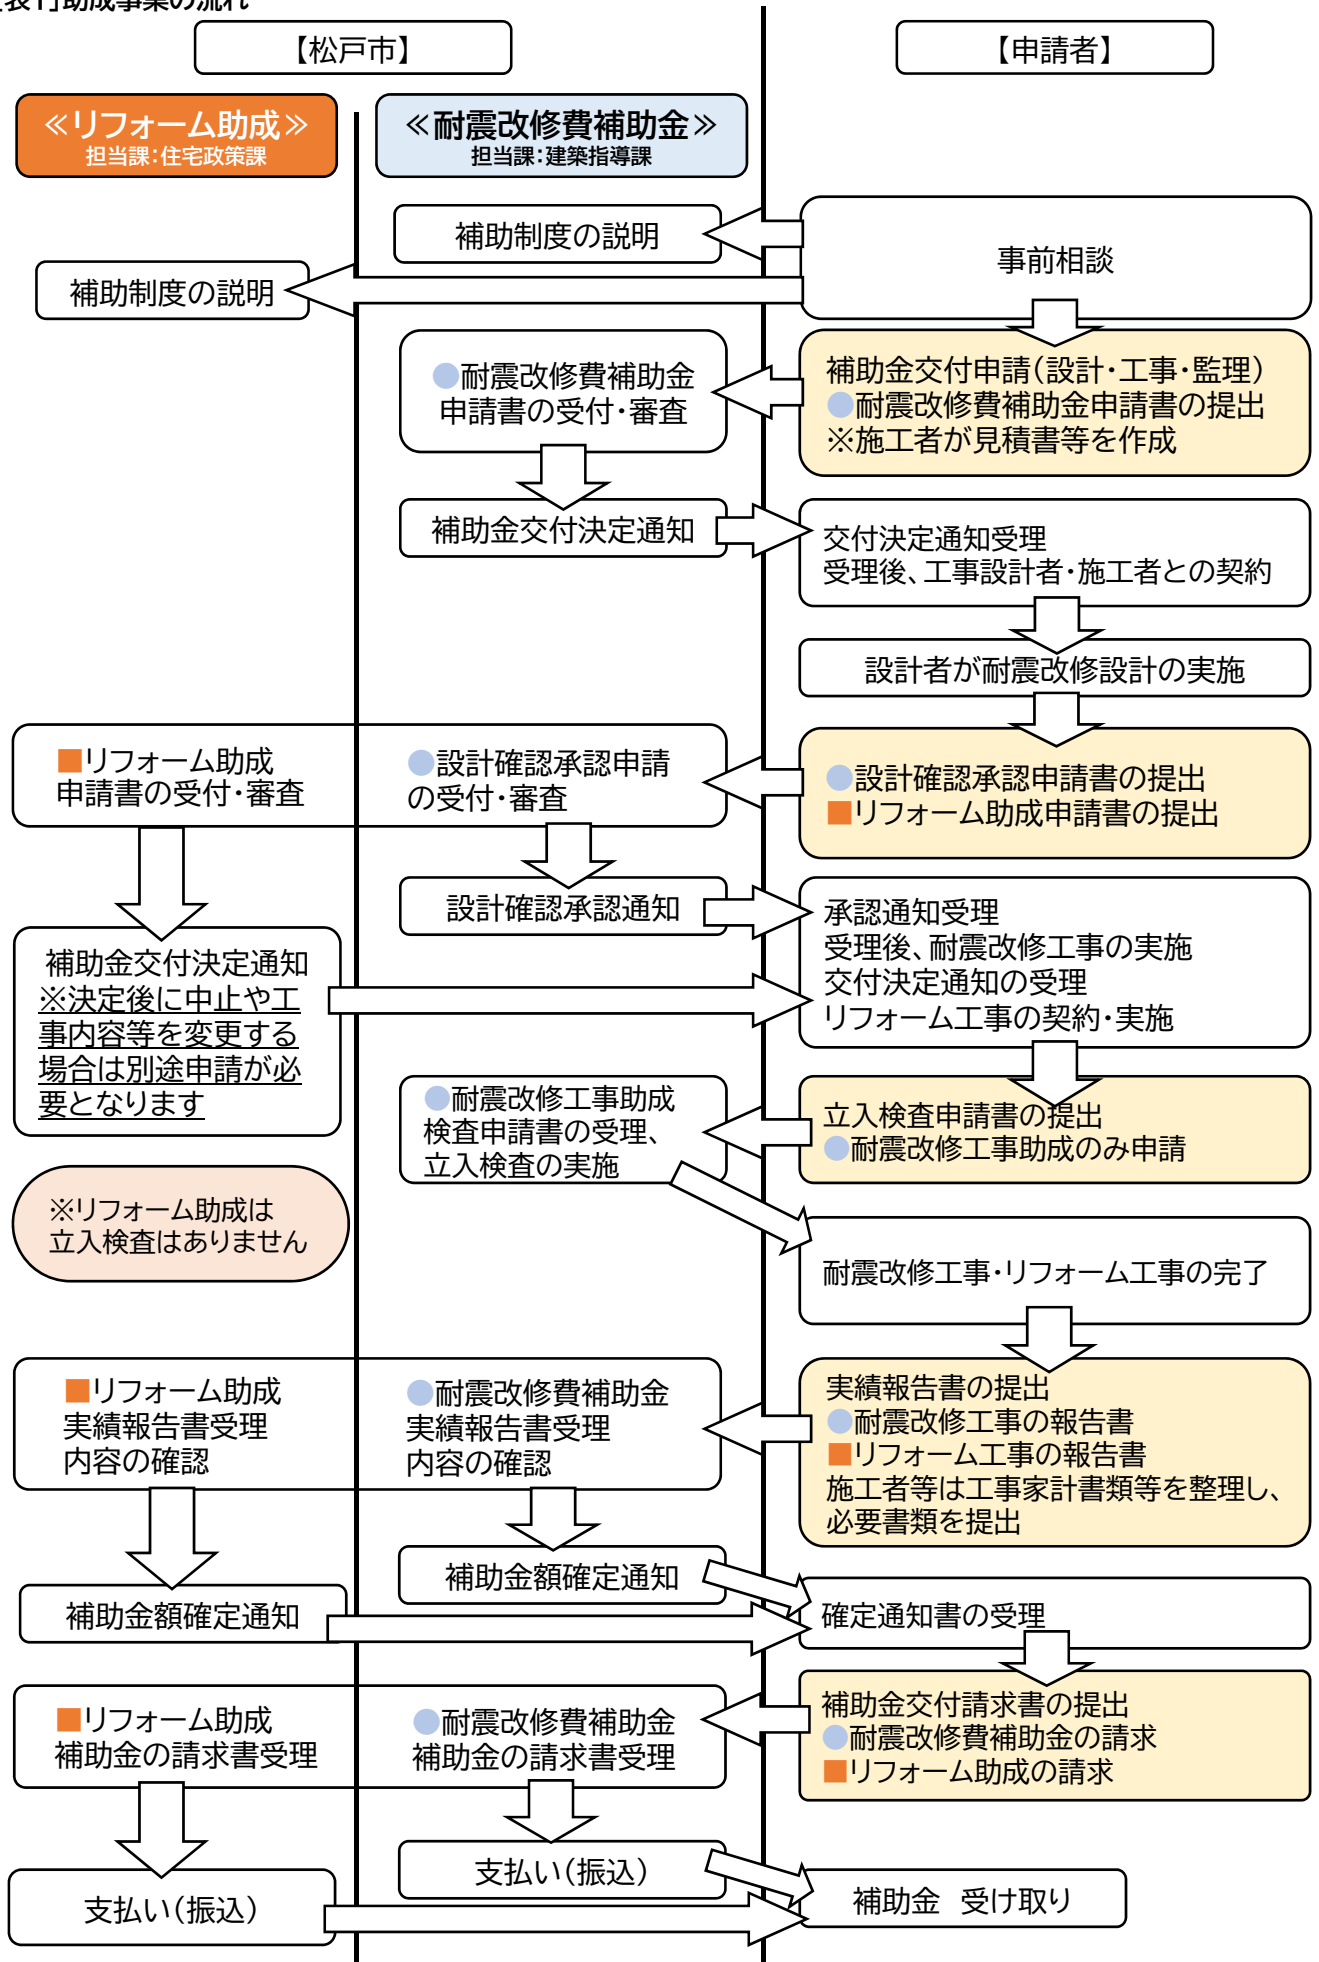 [表1]助成事業の流れ
【松戸市】
【申請者】
≪リフォーム助成≫
担当課:住宅政策課
≪耐震改修費補助金≫
担当課:建築指導課
補助制度の説明
事前相談
補助制度の説明
●耐震改修費補助金
申請書の受付・審査
補助金交付申請(設計・工事・監理)
●耐震改修費補助金申請書の提出
※施工者が見積書等を作成
補助金交付決定通知
交付決定通知受理
受理後、工事設計者・施工者との契約
設計者が耐震改修設計の実施
■リフォーム助成
申請書の受付・審査
●設計確認承認申請
の受付・審査
●設計確認承認申請書の提出
■リフォーム助成申請書の提出
設計確認承認通知
承認通知受理
受理後、耐震改修工事の実施
交付決定通知の受理
リフォーム工事の契約・実施
補助金交付決定通知
※決定後に中止や工
事内容等を変更する
場合は別途申請が必
要となります
●耐震改修工事助成
検査申請書の受理、
立入検査の実施
立入検査申請書の提出
●耐震改修工事助成のみ申請
※リフォーム助成は
立入検査はありません
耐震改修工事・リフォーム工事の完了
■リフォーム助成
実績報告書受理
内容の確認
●耐震改修費補助金
実績報告書受理
内容の確認
実績報告書の提出
●耐震改修工事の報告書
■リフォーム工事の報告書
施工者等は工事家計書類等を整理し、
必要書類を提出
補助金額確定通知
補助金額確定通知
確定通知書の受理
■リフォーム助成
補助金の請求書受理
●耐震改修費補助金
補助金の請求書受理
補助金交付請求書の提出
●耐震改修費補助金の請求
■リフォーム助成の請求
支払い(振込)
支払い(振込)
補助金 受け取り